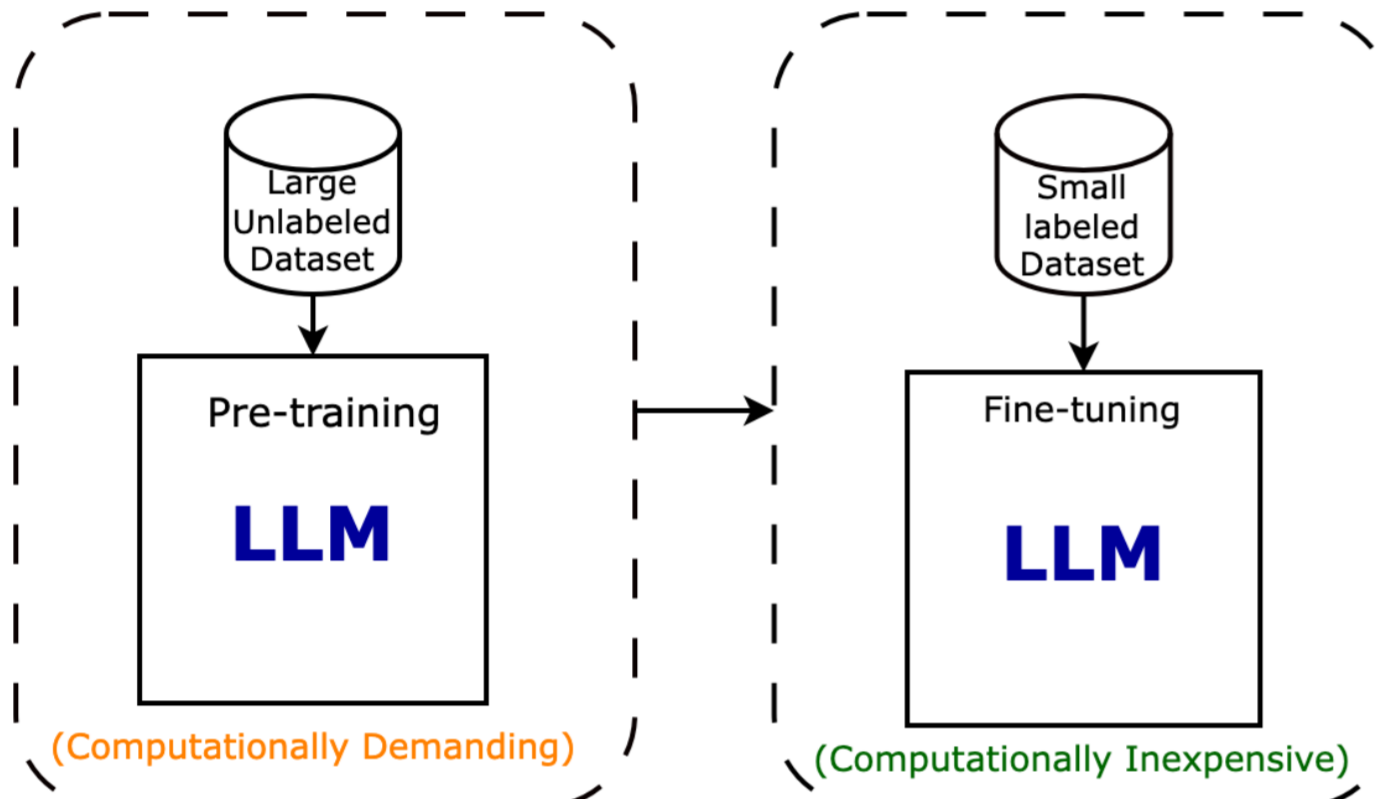 Large
Unlabeled
Dataset
Pre-training
LLM
(Computationally Demanding)
Small
labeled
Dataset
Fine-tuning
LLM
(Computationally Inexpensive)